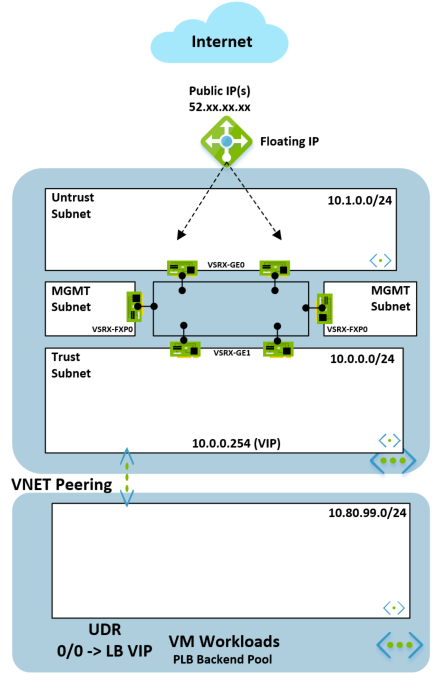 Internet
Public IP(s)
52.xx.xx.xx
Floating IP
Untrust
Subnet
10.1.0.0/24
VSRX-GE0
MGMT
Subnet
VSRX-FXP0
MGMT
Subnet
VSRX-FXP0
VSRX-GE1
Trust
Subnet
10.0.0.0/24
10.0.0.254 (VIP)
VNET Peering
10.80.99.0/24
UDR
0/0 -> LB VIP
VM Workloads
PLB Backend Pool